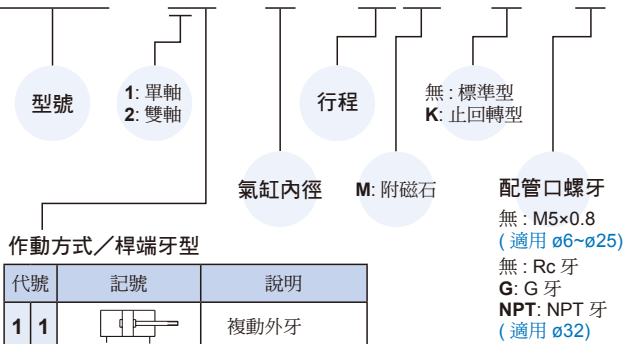 型號
1: 單軸
2: 雙軸
行程
無 : 標準型
K: 止回轉型
氣缸內徑
M: 附磁石
配管口螺牙
無 : M5×0.8
( 適用 ø6~ø25)
無 : Rc 牙
G: G 牙
NPT: NPT 牙
( 適用 ø32)
作動方式／桿端牙型
代號 記號 說明
1 1 複動外牙